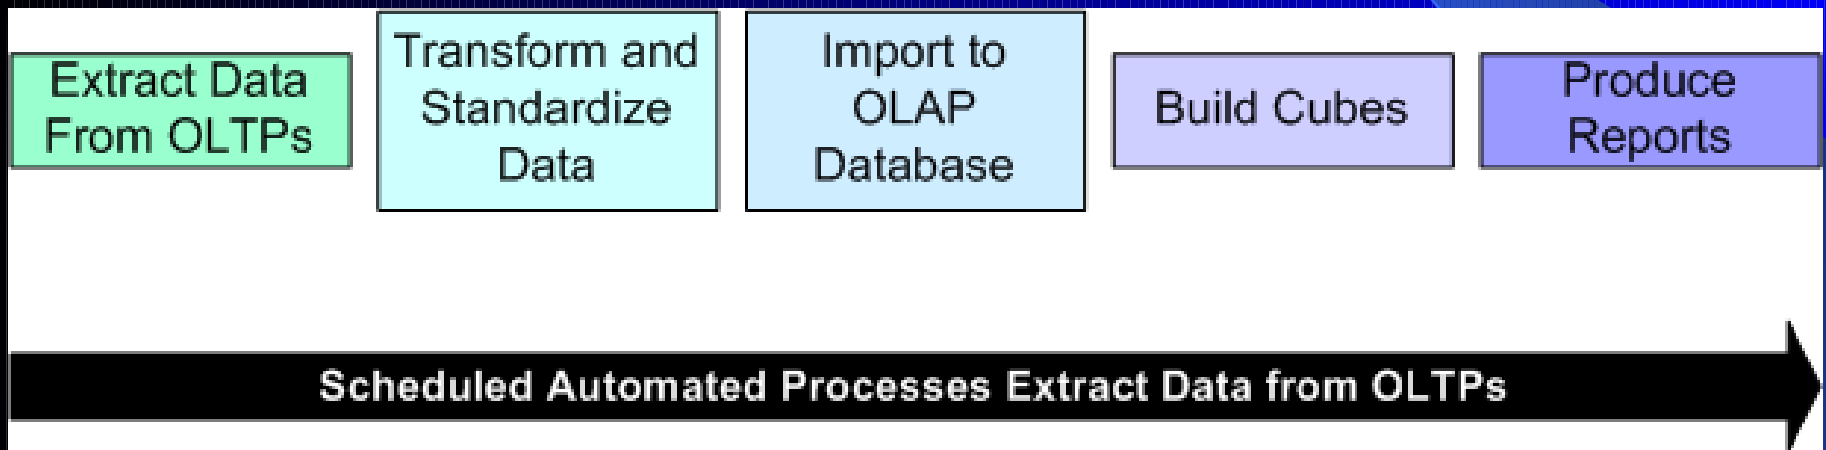 Extract Data
From OLTPs
Transform and
Standardize
Data
Import to
OLAP
Database
Build Cubes
Produce
Reports
Scheduled Automated Processes Extract Data from OLTPs